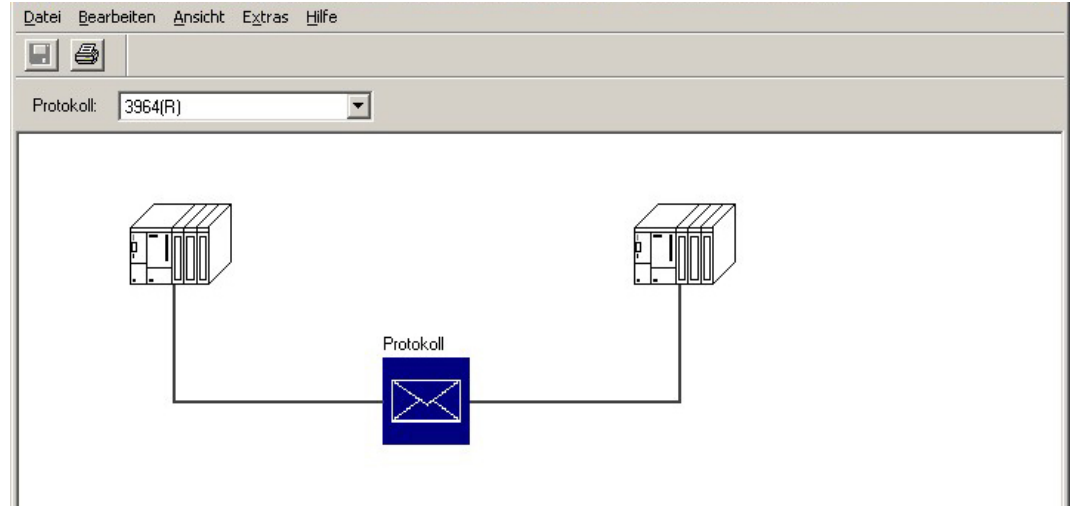 Datei Bearbeiten Ansicht Extras Hilfe
Protokoll: 3964(R)
Protokoll